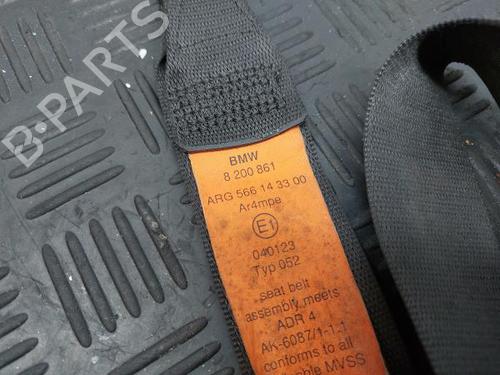 B-PARTS
BMW
8 200 861
ARG 566 14 33 00
Ar4mpe
E1
040123
Typ 052
seat belt
assembly meets
ADR 4
AK-6087/1-1.1
conforms to all
MVSS